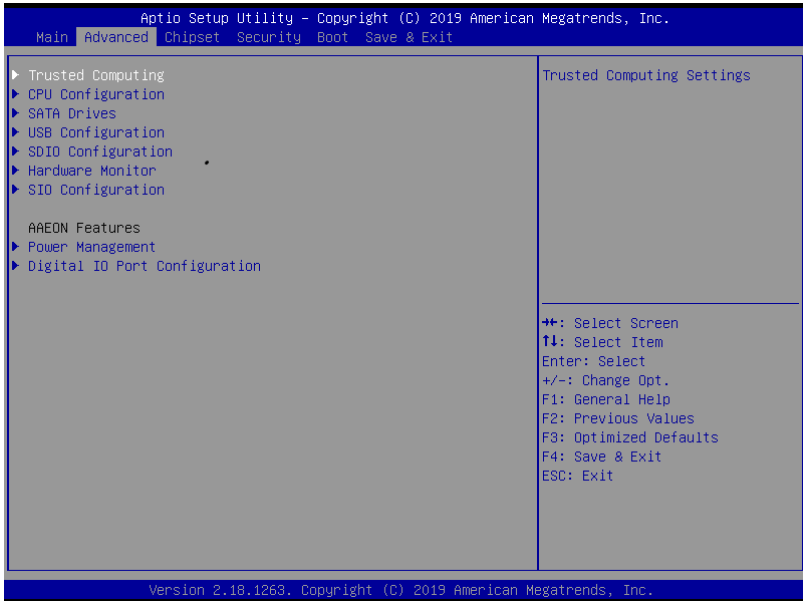 Aptio Setup Utility – Copyright (C) 2019 American Megatrends, Inc.
Main Advanced Chipset Security Boot Save & Exit
Trusted Computing
CPU Configuration
SATA Drives
USB Configuration
SDIO Configuration
Hardware Monitor
SIO Configuration
AAEON Features
Power Management
Digital IO Port Configuration
Trusted Computing Settings
→←: Select Screen
↑↓: Select Item
Enter: Select
+/-: Change Opt.
F1: General Help
F2: Previous Values
F3: Optimized Defaults
F4: Save & Exit
ESC: Exit
Version 2.18.1263. Copyright (C) 2019 American Megatrends, Inc.